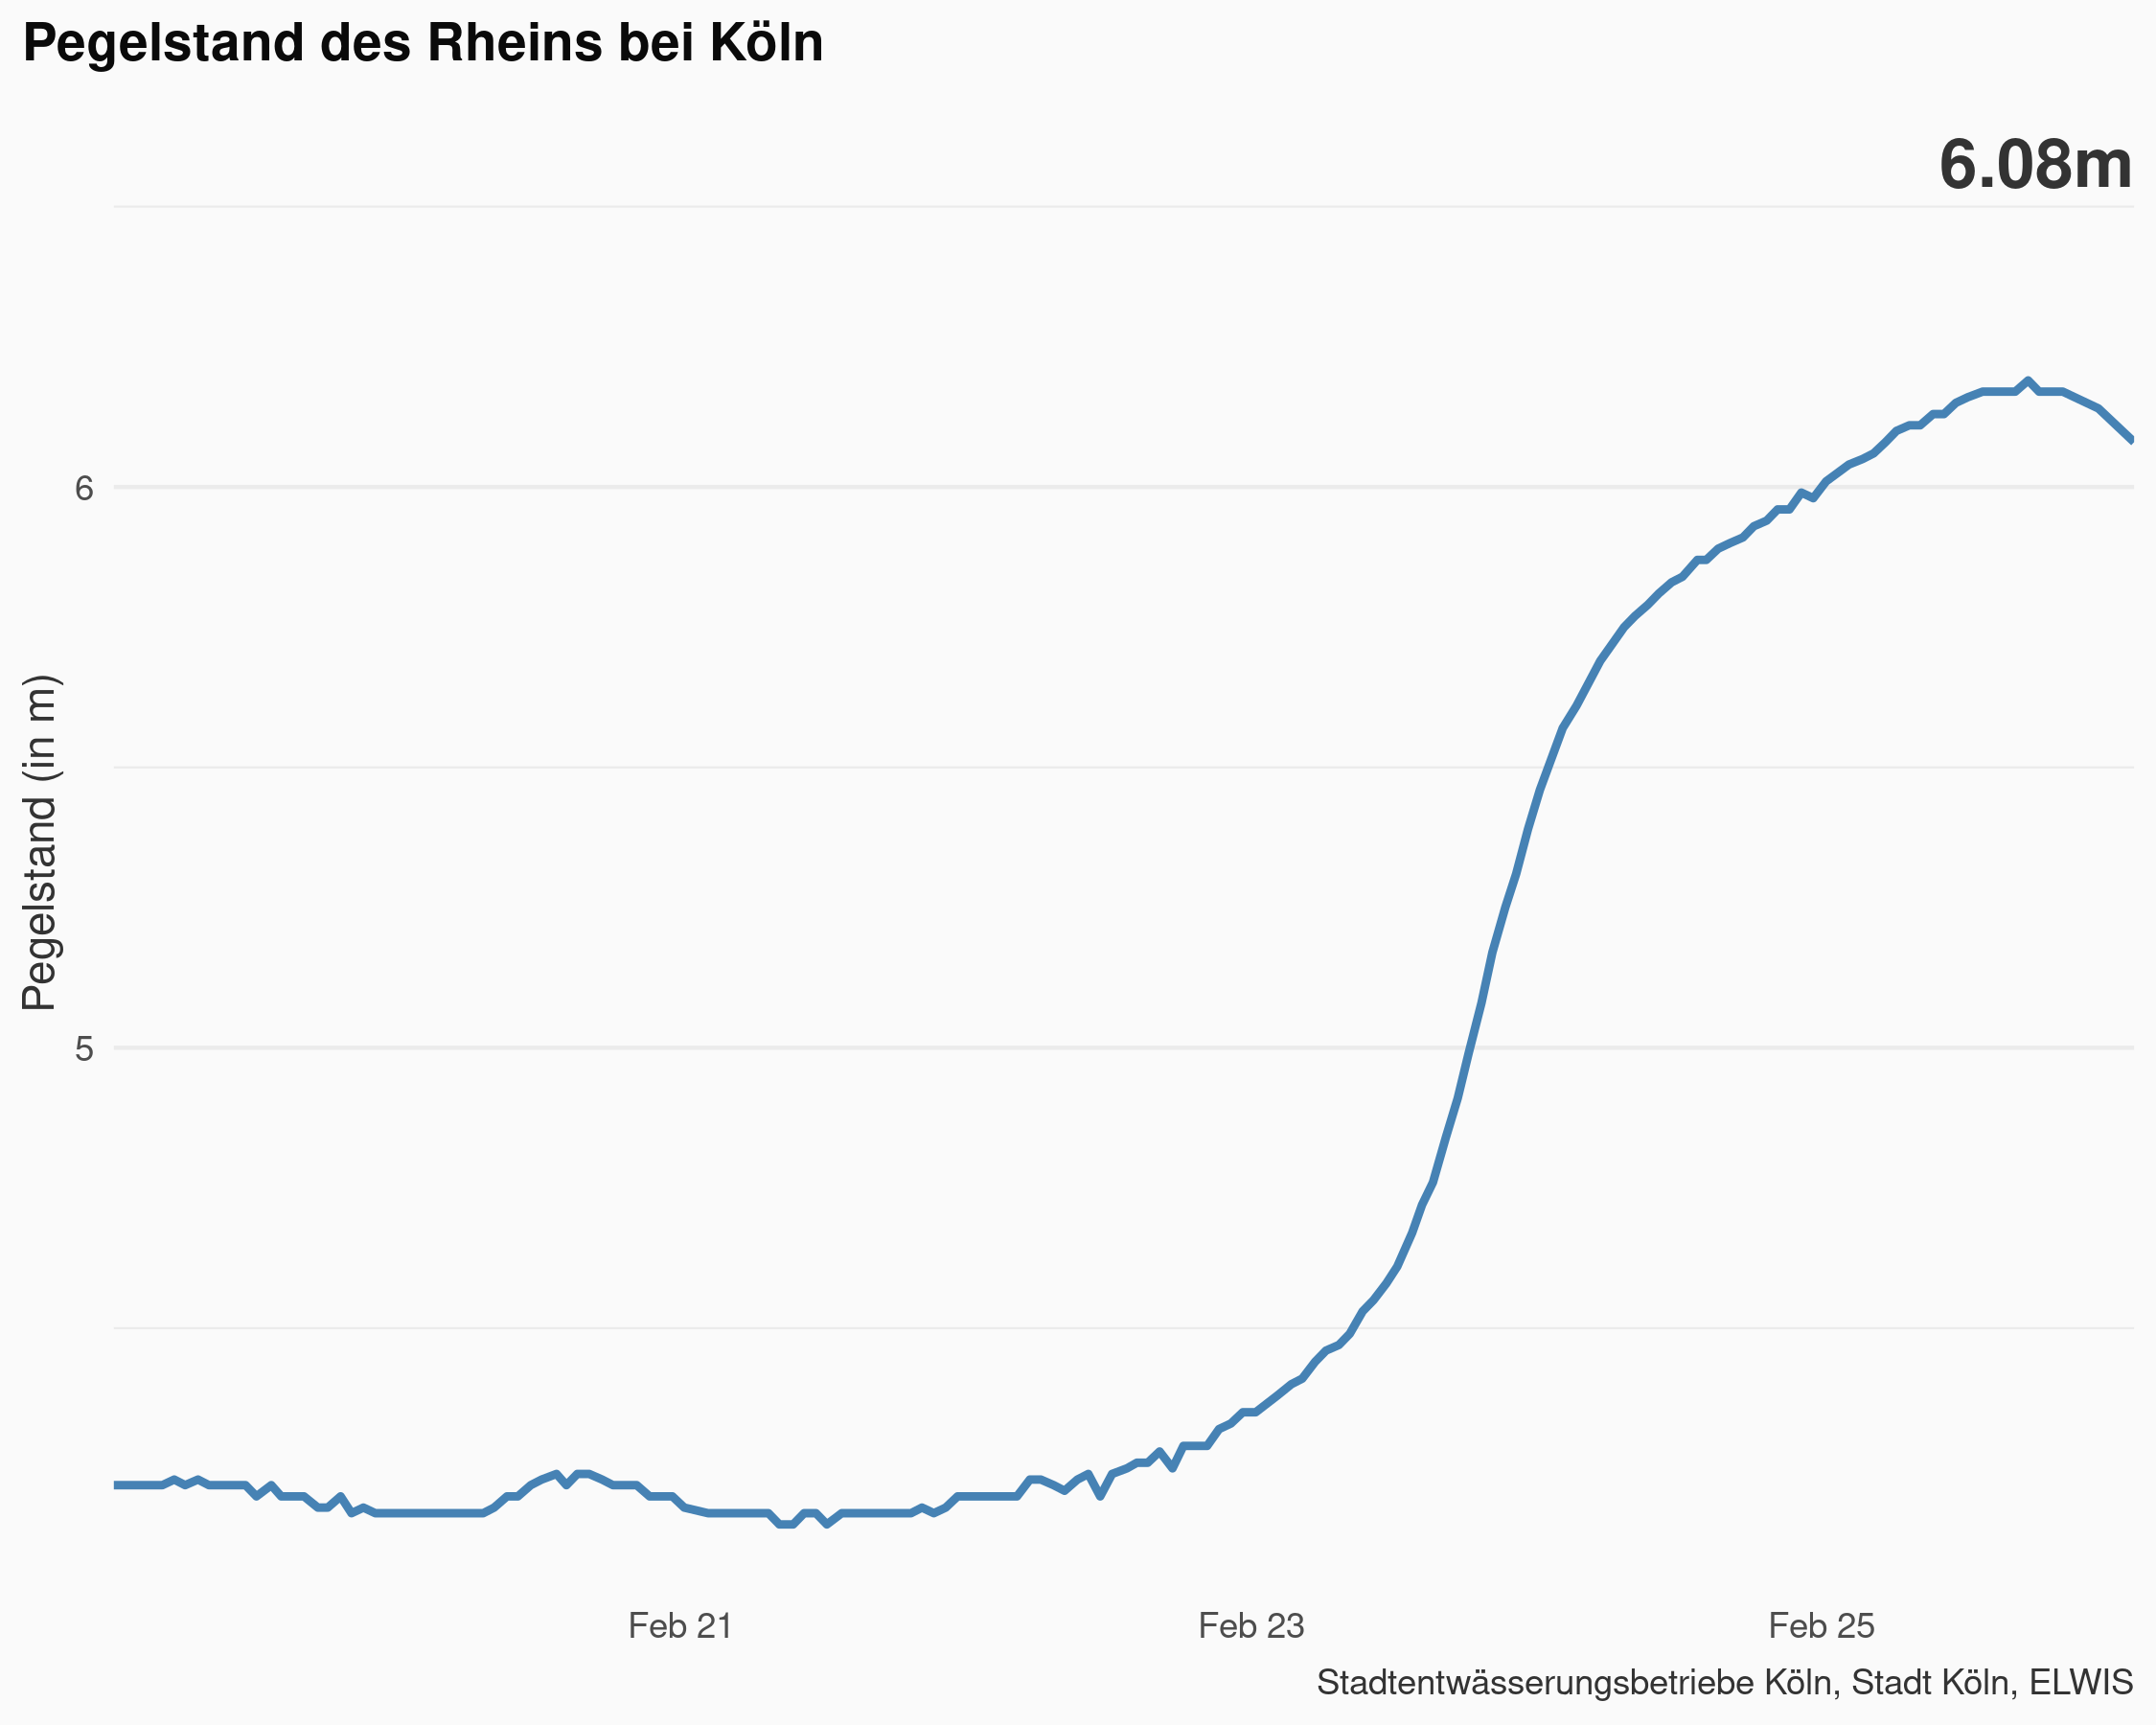 Pegelstand des Rheins bei Köln
6.08m
Pegelstand (in m)
6
5
Feb 21
Feb 23
Feb 25
Stadtentwässerungsbetriebe Köln, Stadt Köln, ELWIS